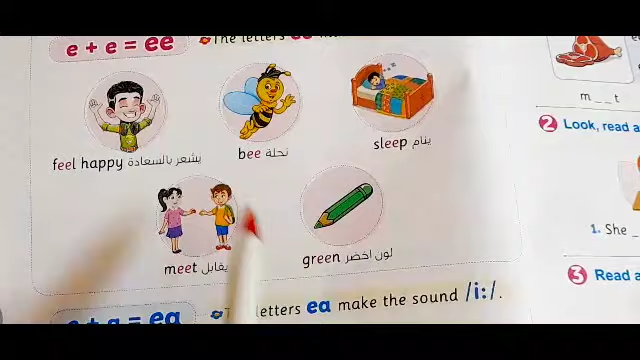 e + e = ee
The letters ee
feel happy يشعر بالسعادة
bee نحلة
sleep ينام
meet يقابل
green لون اخضر
= ea
letters ea make the sound /i:/.
m _ _ t
2 Look, read a
1. She _
3 Read a